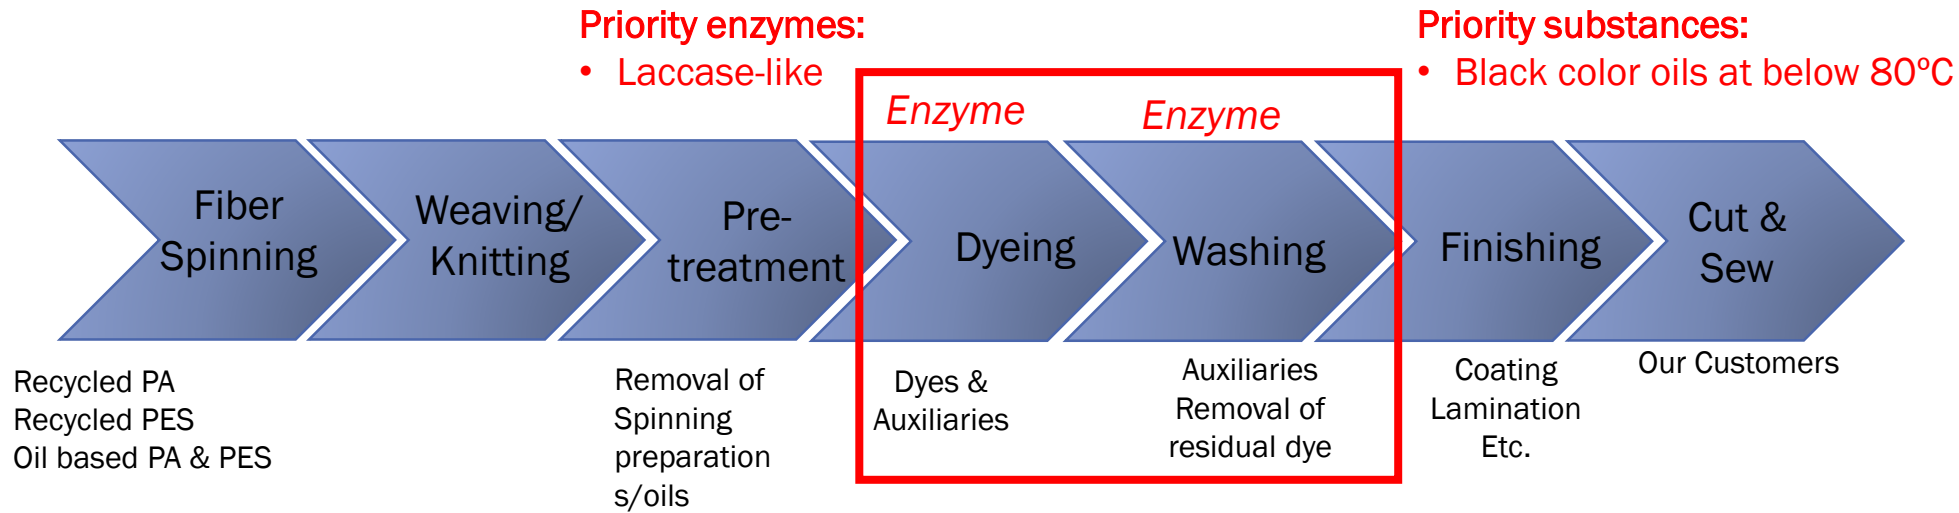 Priority enzymes:
• Laccase-like
Priority substances:
• Black color oils at below 80°C
Enzyme
Enzyme
Fiber
Spinning
Weaving/
Knitting
Pre-
treatment
Dyeing
Washing
Finishing
Cut &
Sew
Recycled PA
Recycled PES
Oil based PA & PES
Removal of
Spinning
preparation
s/oils
Dyes &
Auxiliaries
Auxiliaries
Removal of
residual dye
Coating
Lamination
Etc.
Our Customers